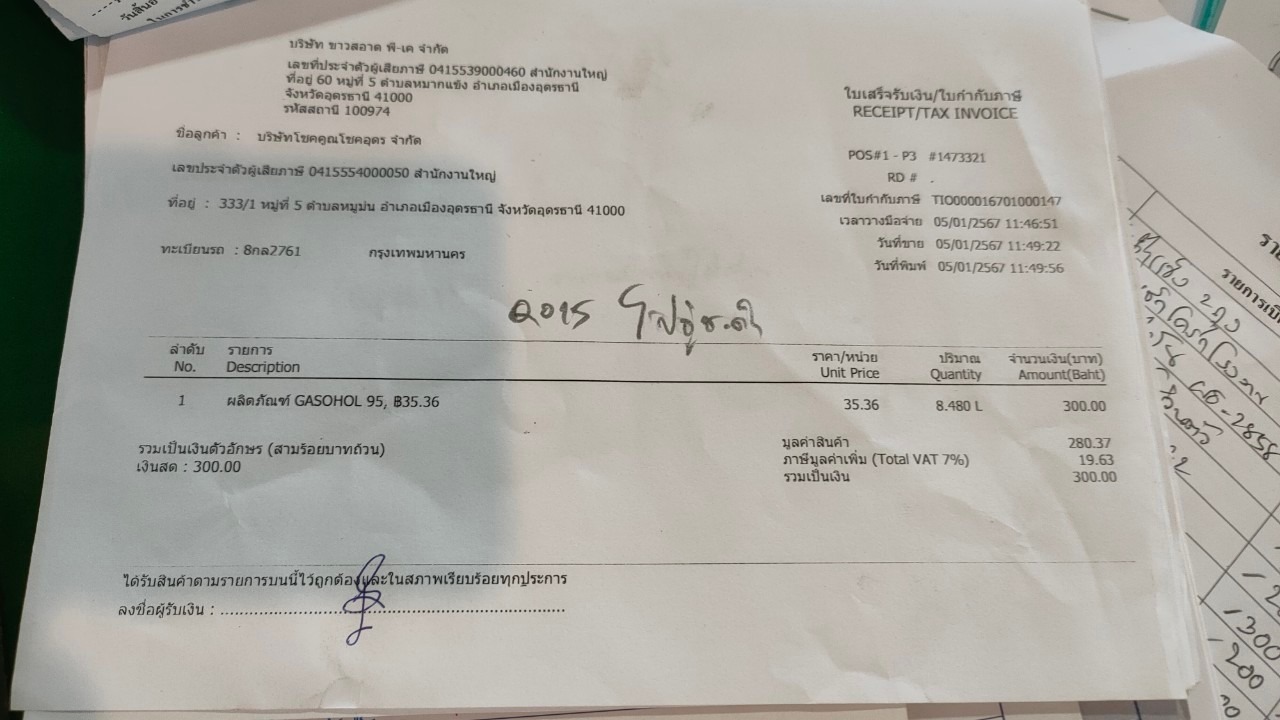 บริษัท ขาวสอาด พี-เค จำกัด
เลขที่ประจำตัวผู้เสียภาษี 0415539000460 สำนักงานใหญ่
ที่อยู่ 60 หมู่ที่ 5 ตำบลหมากแข้ง อำเภอเมืองอุดรธานี
จังหวัดอุดรธานี 41000
รหัสสถานี 100974
ใบเสร็จรับเงิน/ใบกำกับภาษี
RECEIPT/TAX INVOICE
ชื่อลูกค้า : บริษัทโชคคูณโชคอุดร จำกัด
POS#1 - P3 #1473321
RD # .
เลขประจำตัวผู้เสียภาษี 0415554000050 สำนักงานใหญ่
เลขที่ใบกำกับภาษี TIO000016701000147
ที่อยู่ : 333/1 หมู่ที่ 5 ตำบลหมูม่น อำเภอเมืองอุดรธานี จังหวัดอุดรธานี 41000
เวลาวางมือจ่าย 05/01/2567 11:46:51
วันที่ขาย 05/01/2567 11:49:22
ทะเบียนรถ : 8กล2761 กรุงเทพมหานคร
วันที่พิมพ์ 05/01/2567 11:49:56
ลำดับ รายการ ราคา/หน่วย ปริมาณ จำนวนเงิน(บาท)
No. Description Unit Price Quantity Amount(Baht)
1 ผลิตภัณฑ์ GASOHOL 95, ฿35.36 35.36 8.480 L 300.00
รวมเป็นเงินตัวอักษร (สามร้อยบาทถ้วน) มูลค่าสินค้า 280.37
เงินสด : 300.00 ภาษีมูลค่าเพิ่ม (Total VAT 7%) 19.63
รวมเป็นเงิน 300.00
ได้รับสินค้าตามรายการบนนี้ไว้ถูกต้องและในสภาพเรียบร้อยทุกประการ
ลงชื่อผู้รับเงิน : ........................................................................
300
200